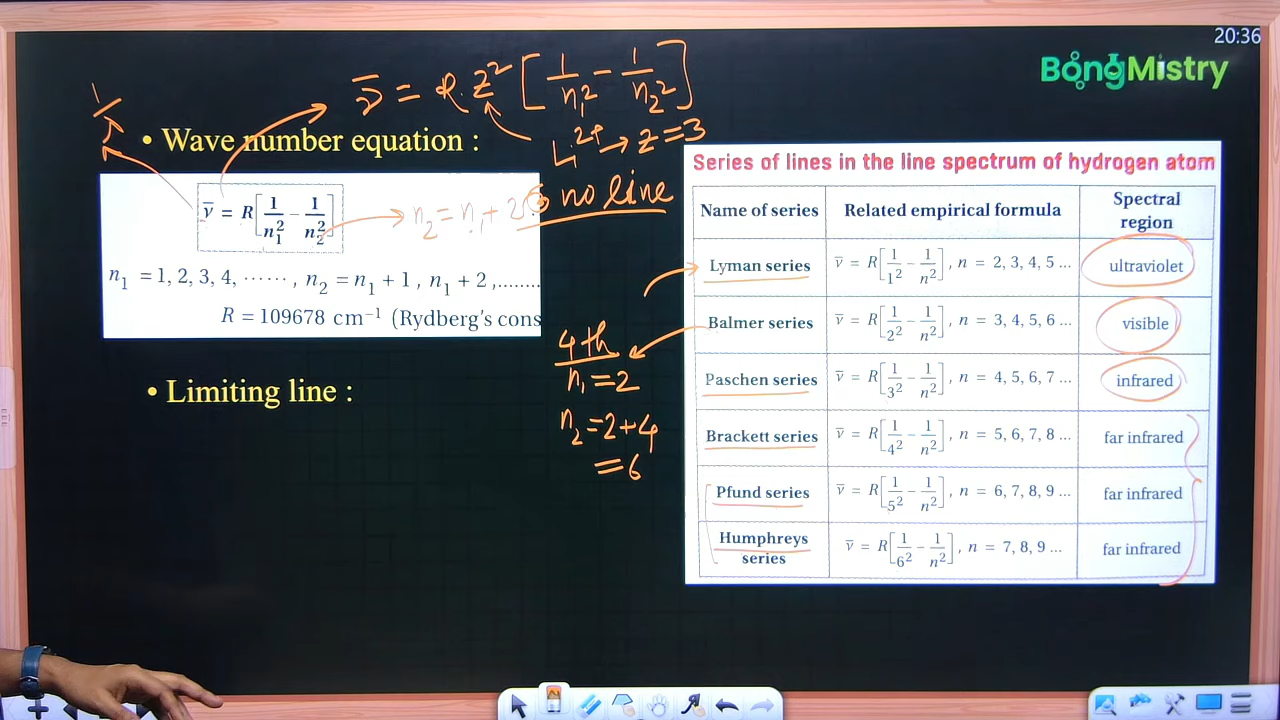 20:36
BongMistry
ν̄ = R.z² [1/n₁² − 1/n₂²]
1/λ
• Wave number equation :
Li²⁺ → z = 3
ν̄ = R[1/n₁² − 1/n₂²]
n₂ = n₁ + no line
n₁ = 1, 2, 3, 4, ⋯⋯ , n₂ = n₁ + 1 , n₁ + 2 ,........
R = 109678 cm⁻¹ (Rydberg's cons
• Limiting line :
4th
n₁ = 2
n₂ = 2+4
= 6
Series of lines in the line spectrum of hydrogen atom
Name of series Related empirical formula Spectral region
Lyman series ν̄ = R[1/1² − 1/n²], n = 2, 3, 4, 5 ... ultraviolet
Balmer series ν̄ = R[1/2² − 1/n²], n = 3, 4, 5, 6 ... visible
Paschen series ν̄ = R[1/3² − 1/n²], n = 4, 5, 6, 7 ... infrared
Brackett series ν̄ = R[1/4² − 1/n²], n = 5, 6, 7, 8 ... far infrared
Pfund series ν̄ = R[1/5² − 1/n²], n = 6, 7, 8, 9 ... far infrared
Humphreys series ν̄ = R[1/6² − 1/n²], n = 7, 8, 9 ... far infrared